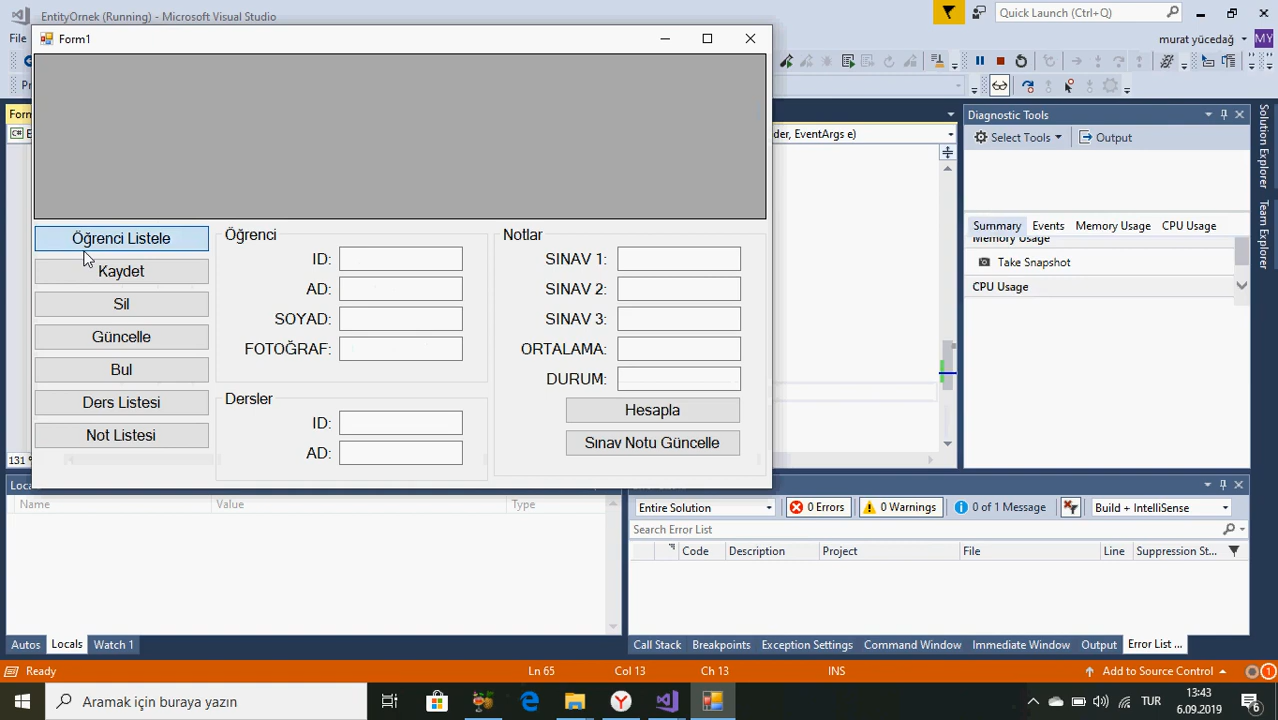 EntityOrnek (Running) - Microsoft Visual Studio
Quick Launch (Ctrl+Q)
Form1
File
murat yücedağ
MY
Form
der, EventArgs e)
Diagnostic Tools
Select Tools
Output
Summary
Events
Memory Usage
CPU Usage
Memory Usage
Take Snapshot
CPU Usage
Solution Explorer
Team Explorer
Öğrenci Listele
Kaydet
Sil
Güncelle
Bul
Ders Listesi
Not Listesi
Öğrenci
ID:
AD:
SOYAD:
FOTOĞRAF:
Dersler
ID:
AD:
Notlar
SINAV 1:
SINAV 2:
SINAV 3:
ORTALAMA:
DURUM:
Hesapla
Sınav Notu Güncelle
131 %
Locals
Name
Value
Type
Autos
Locals
Watch 1
Entire Solution
0 Errors
0 Warnings
0 of 1 Message
Build + IntelliSense
Search Error List
Code
Description
Project
File
Line
Suppression St...
Call Stack
Breakpoints
Exception Settings
Command Window
Immediate Window
Output
Error List ...
Ready
Ln 65
Col 13
Ch 13
INS
Add to Source Control
1
Aramak için buraya yazın
TUR
13:43
6.09.2019
6